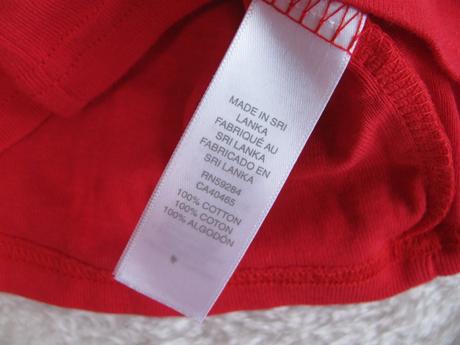 MADE IN SRI
LANKA
FABRIQUÉ AU
SRI LANKA
FABRICADO EN
SRI LANKA
RN59284
CA40465
100% COTTON
100% COTON
100% ALGODÓN